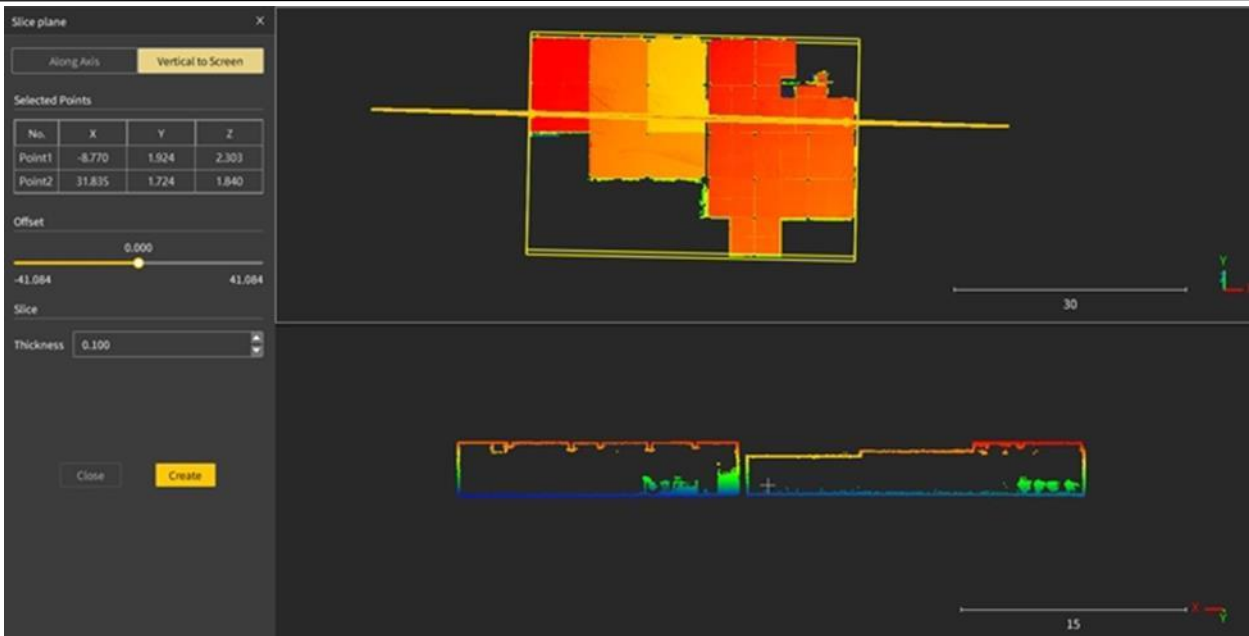 Slice plane X
Along Axis Vertical to Screen
Selected Points
No. X Y Z
Point1 -8.770 1.924 2.303
Point2 31.835 1.724 1.840
Offset
0.000
-41.084 41.084
Slice
Thickness 0.100
Close Create
Y
30
X
Y
15